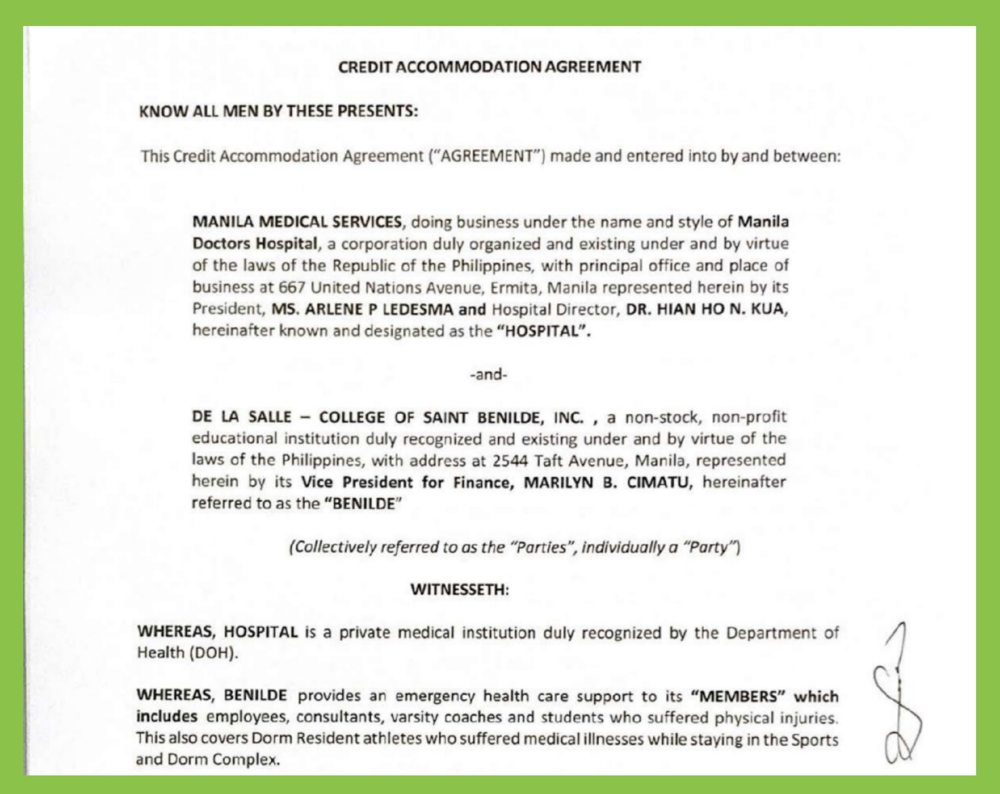 CREDIT ACCOMMODATION AGREEMENT
KNOW ALL MEN BY THESE PRESENTS:
This Credit Accommodation Agreement (“AGREEMENT”) made and entered into by and between:
MANILA MEDICAL SERVICES, doing business under the name and style of Manila
Doctors Hospital, a corporation duly organized and existing under and by virtue
of the laws of the Republic of the Philippines, with principal office and place of
business at 667 United Nations Avenue, Ermita, Manila represented herein by its
President, MS. ARLENE P LEDESMA and Hospital Director, DR. HIAN HO N. KUA,
hereinafter known and designated as the “HOSPITAL”.
-and-
DE LA SALLE – COLLEGE OF SAINT BENILDE, INC. , a non-stock, non-profit
educational institution duly recognized and existing under and by virtue of the
laws of the Philippines, with address at 2544 Taft Avenue, Manila, represented
herein by its Vice President for Finance, MARILYN B. CIMATU, hereinafter
referred to as the “BENILDE”
(Collectively referred to as the “Parties”, individually a “Party”)
WITNESSETH:
WHEREAS, HOSPITAL is a private medical institution duly recognized by the Department of
Health (DOH).
WHEREAS, BENILDE provides an emergency health care support to its “MEMBERS” which
includes employees, consultants, varsity coaches and students who suffered physical injuries.
This also covers Dorm Resident athletes who suffered medical illnesses while staying in the Sports
and Dorm Complex.